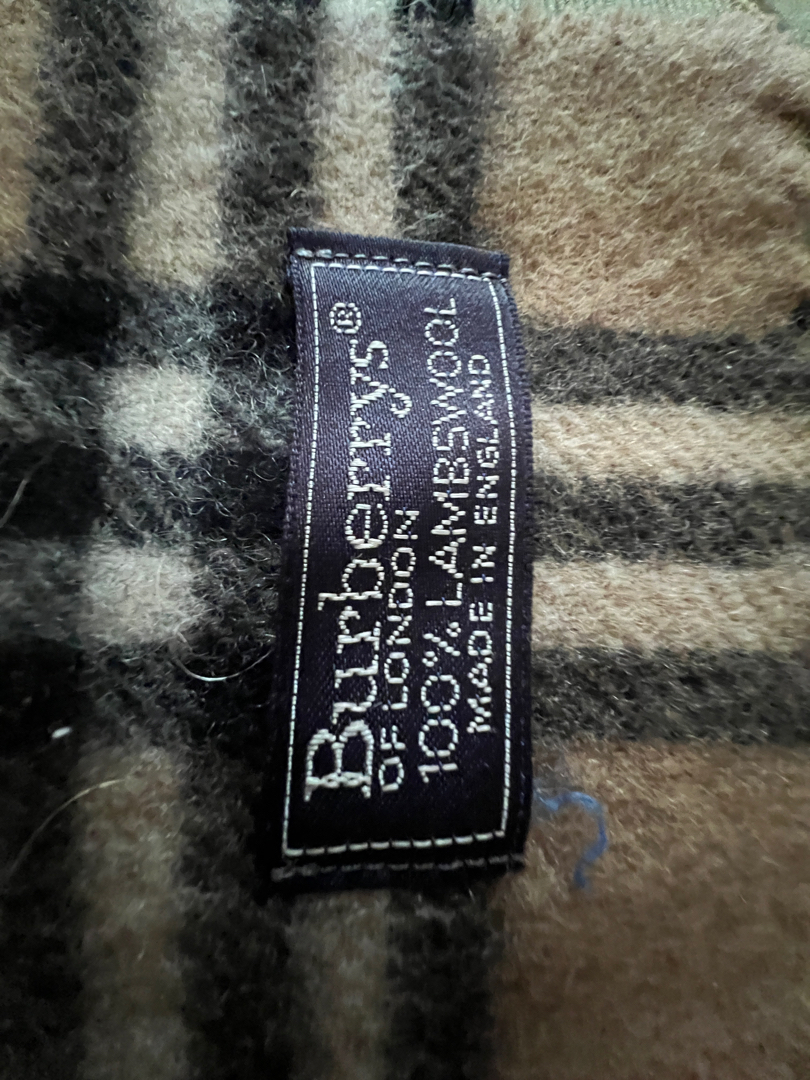 Burberrys®
OF LONDON
100% LAMBSWOOL
MADE IN ENGLAND